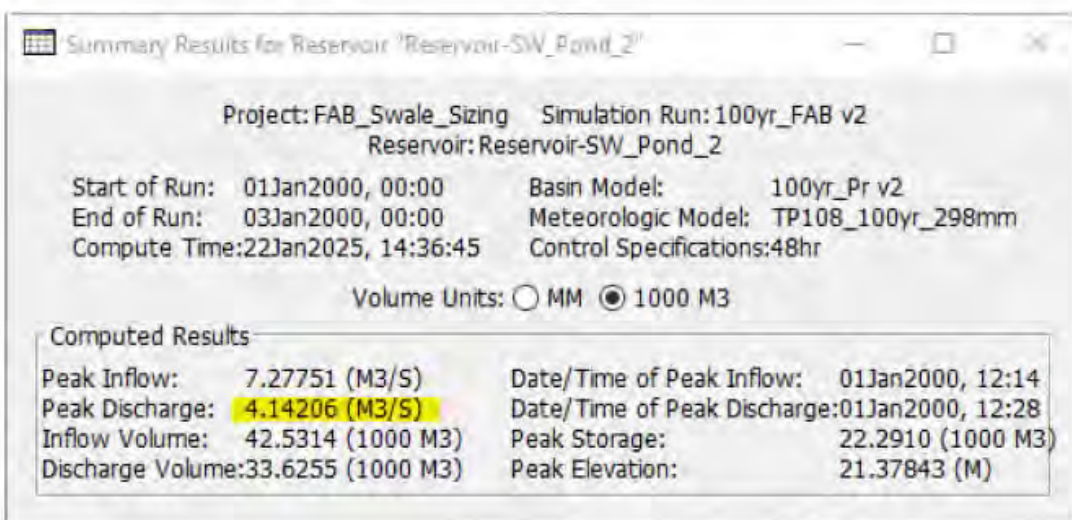 Summary Results for Reservoir "Reservoir-SW_Pond_2"
Project: FAB_Swale_Sizing Simulation Run: 100yr_FAB v2
Reservoir: Reservoir-SW_Pond_2
Start of Run: 01Jan2000, 00:00 Basin Model: 100yr_Pr v2
End of Run: 03Jan2000, 00:00 Meteorologic Model: TP108_100yr_298mm
Compute Time:22Jan2025, 14:36:45 Control Specifications:48hr
Volume Units: MM 1000 M3
Computed Results
Peak Inflow: 7.27751 (M3/S) Date/Time of Peak Inflow: 01Jan2000, 12:14
Peak Discharge: 4.14206 (M3/S) Date/Time of Peak Discharge:01Jan2000, 12:28
Inflow Volume: 42.5314 (1000 M3) Peak Storage: 22.2910 (1000 M3)
Discharge Volume:33.6255 (1000 M3) Peak Elevation: 21.37843 (M)